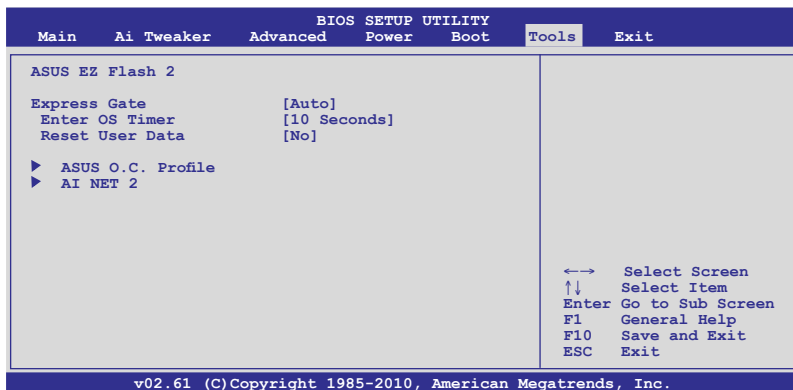 BIOS SETUP UTILITY
Main Ai Tweaker Advanced Power Boot Tools Exit
ASUS EZ Flash 2
Express Gate [Auto]
Enter OS Timer [10 Seconds]
Reset User Data [No]
▶ ASUS O.C. Profile
▶ AI NET 2
←→ Select Screen
↑↓ Select Item
Enter Go to Sub Screen
F1 General Help
F10 Save and Exit
ESC Exit
v02.61 (C)Copyright 1985-2010, American Megatrends, Inc.